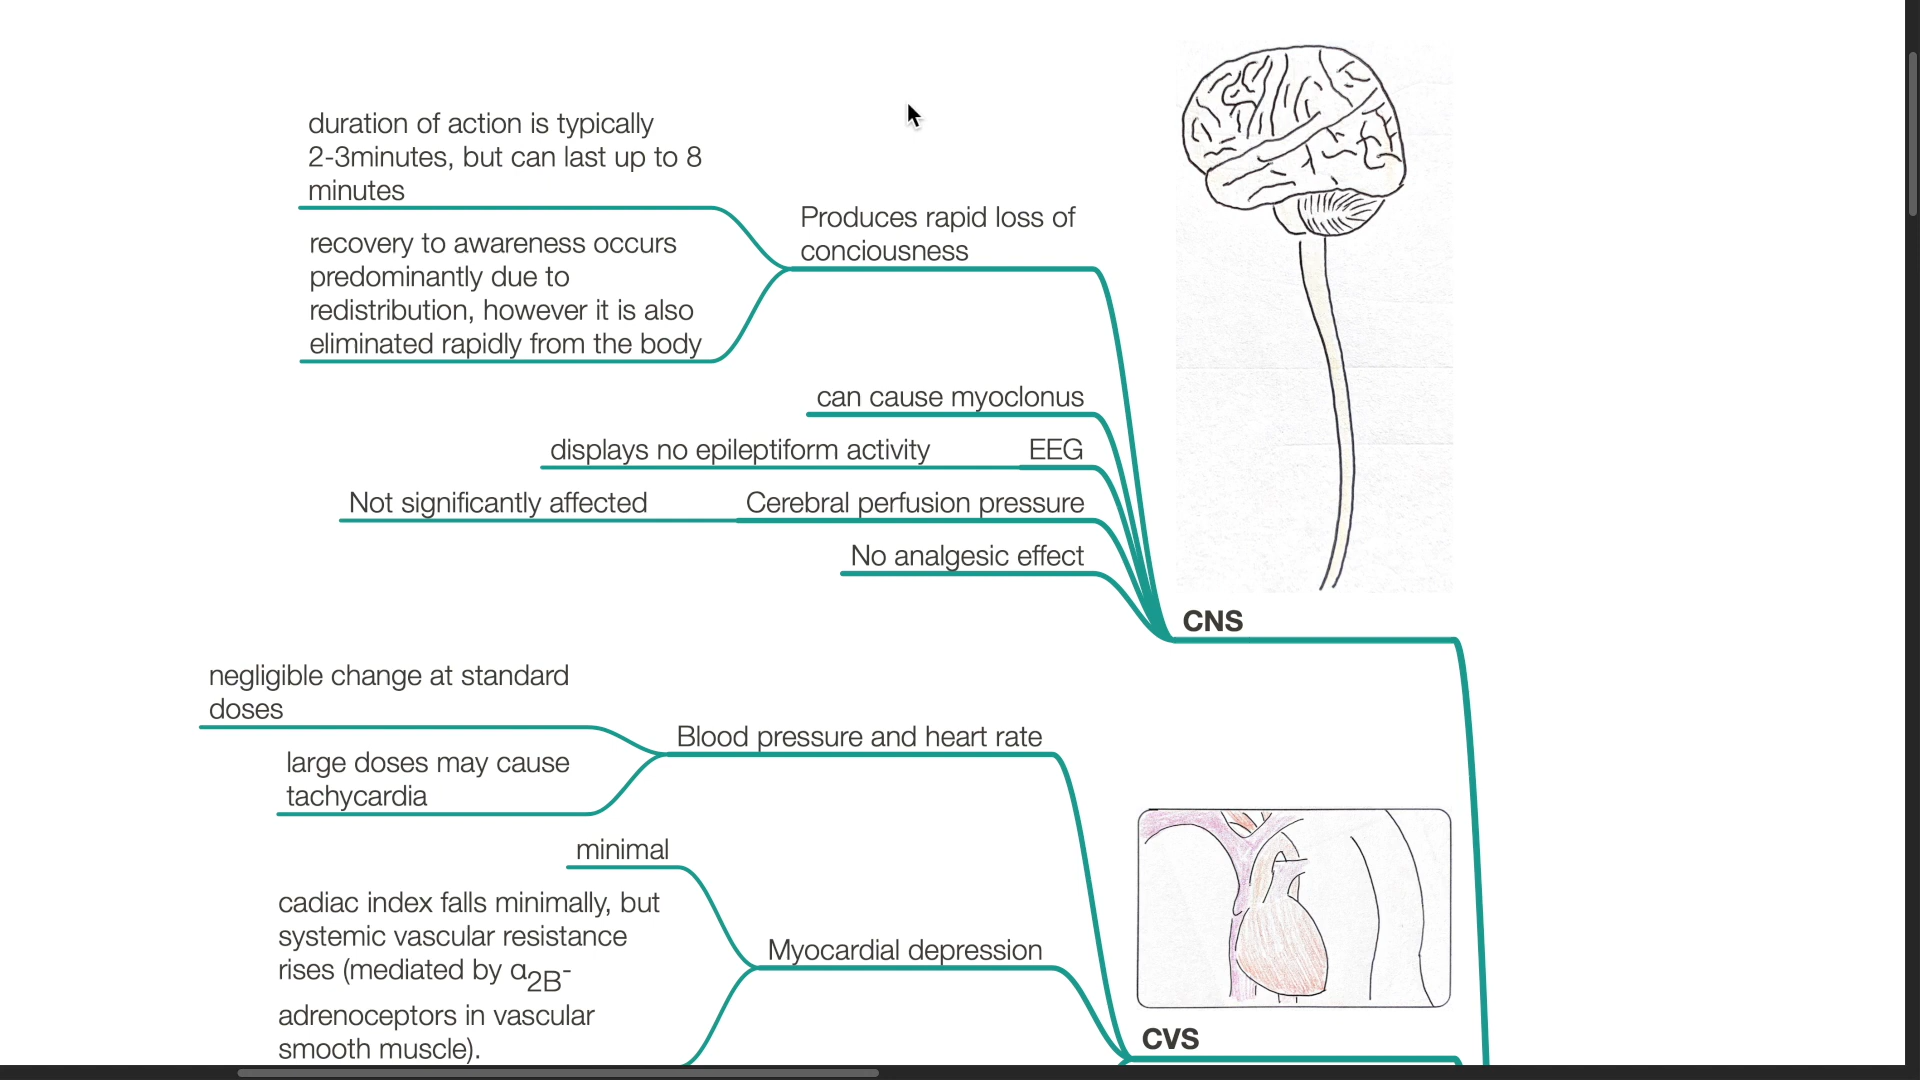 duration of action is typically
2-3minutes, but can last up to 8
minutes
recovery to awareness occurs
predominantly due to
redistribution, however it is also
eliminated rapidly from the body
Produces rapid loss of
conciousness
can cause myoclonus
displays no epileptiform activity EEG
Not significantly affected Cerebral perfusion pressure
No analgesic effect
CNS
negligible change at standard
doses
large doses may cause
tachycardia
Blood pressure and heart rate
minimal
cadiac index falls minimally, but
systemic vascular resistance
rises (mediated by α2B-
adrenoceptors in vascular
smooth muscle).
Myocardial depression
CVS